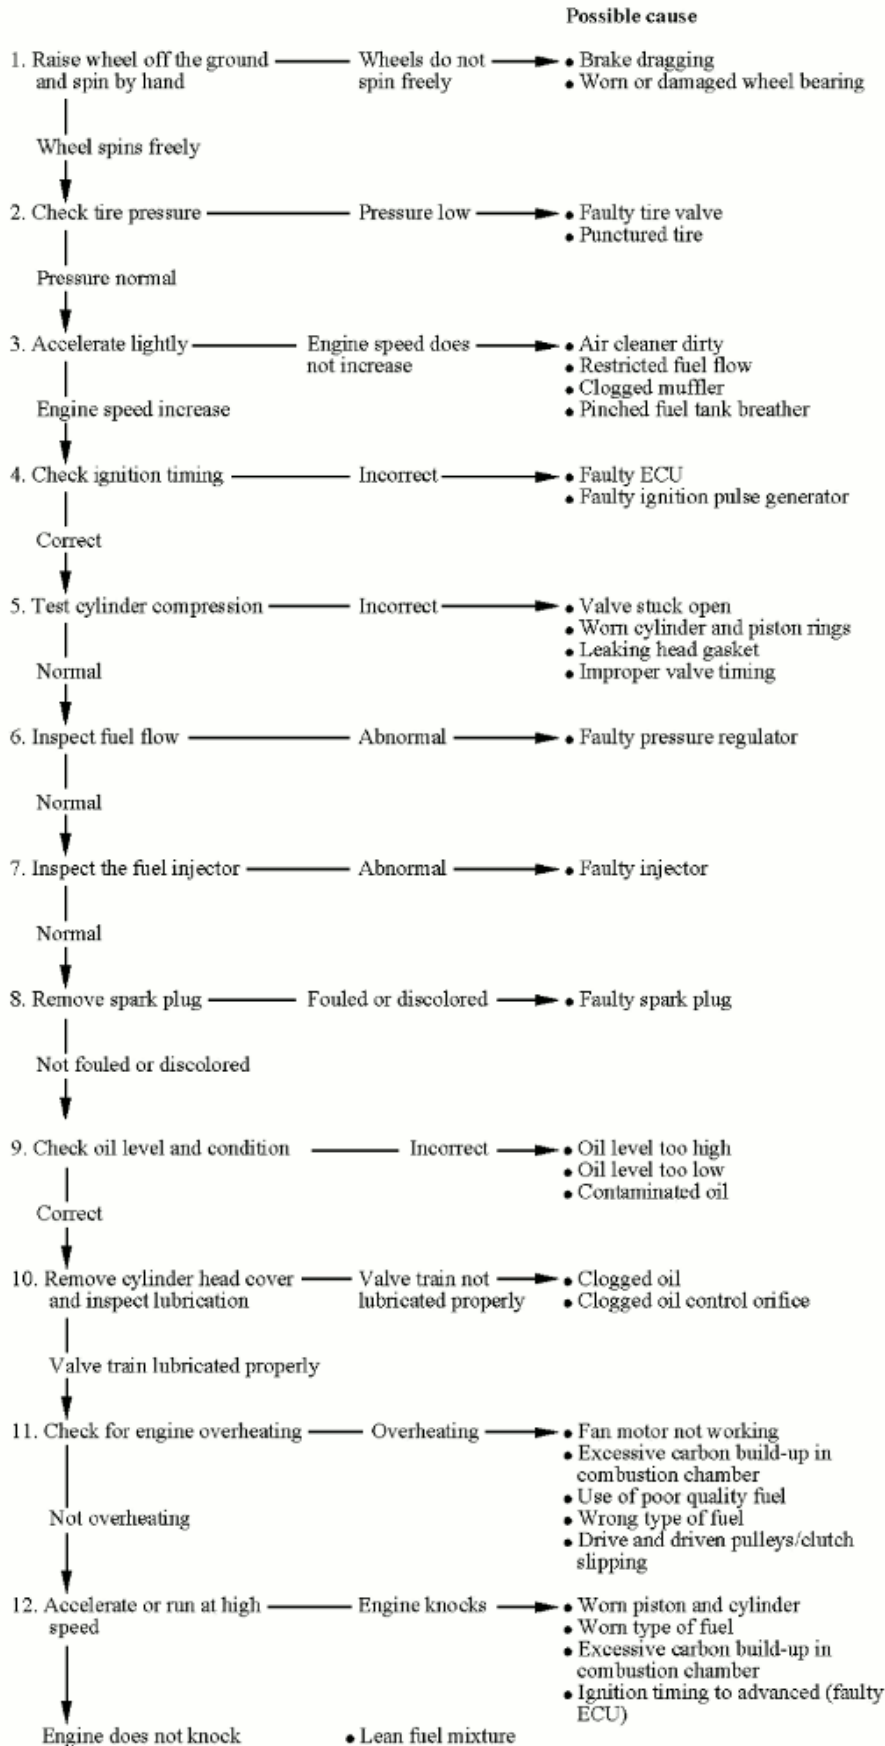 Possible cause
1. Raise wheel off the ground and spin by hand
Wheels do not spin freely
• Brake dragging
• Worn or damaged wheel bearing
Wheel spins freely
2. Check tire pressure
Pressure low
• Faulty tire valve
• Punctured tire
Pressure normal
3. Accelerate lightly
Engine speed does not increase
• Air cleaner dirty
• Restricted fuel flow
• Clogged muffler
• Pinched fuel tank breather
Engine speed increase
4. Check ignition timing
Incorrect
• Faulty ECU
• Faulty ignition pulse generator
Correct
5. Test cylinder compression
Incorrect
• Valve stuck open
• Worn cylinder and piston rings
• Leaking head gasket
• Improper valve timing
Normal
6. Inspect fuel flow
Abnormal
• Faulty pressure regulator
Normal
7. Inspect the fuel injector
Abnormal
• Faulty injector
Normal
8. Remove spark plug
Fouled or discolored
• Faulty spark plug
Not fouled or discolored
9. Check oil level and condition
Incorrect
• Oil level too high
• Oil level too low
• Contaminated oil
Correct
10. Remove cylinder head cover
and inspect lubrication
Valve train not
lubricated properly
• Clogged oil
• Clogged oil control orifice
Valve train lubricated properly
11. Check for engine overheating
Overheating
• Fan motor not working
• Excessive carbon build-up in
combustion chamber
• Use of poor quality fuel
• Wrong type of fuel
• Drive and driven pulleys/clutch
slipping
Not overheating
12. Accelerate or run at high
speed
Engine knocks
• Worn piston and cylinder
• Worn type of fuel
• Excessive carbon build-up in
combustion chamber
• Ignition timing to advanced (faulty
ECU)
Engine does not knock
• Lean fuel mixture